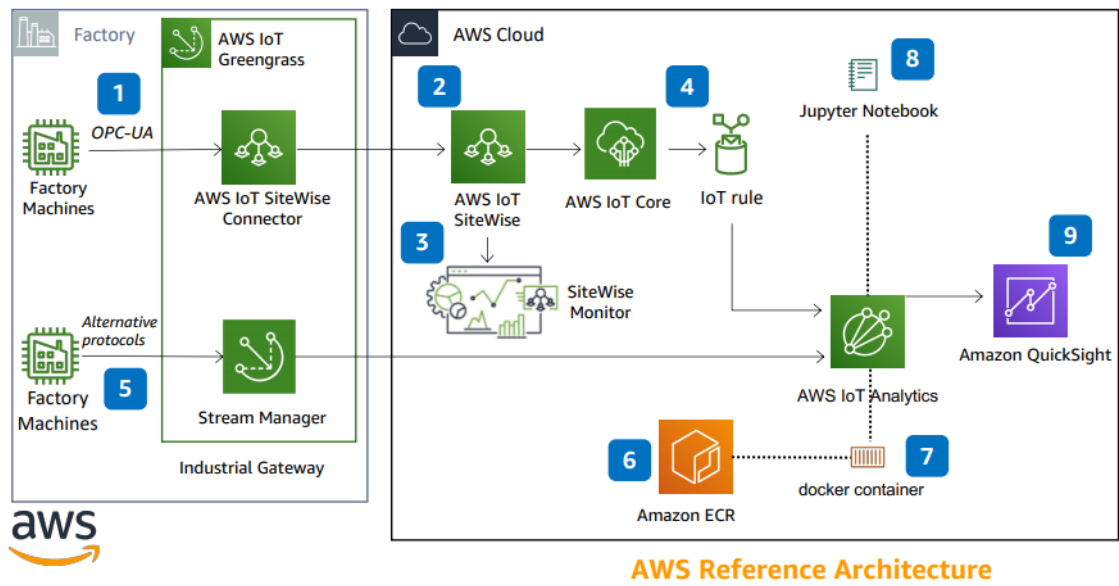 Factory
AWS IoT
Greengrass
1
OPC-UA
Factory
Machines
AWS IoT SiteWise
Connector
Alternative
protocols
5
Factory
Machines
Stream Manager
Industrial Gateway
aws
AWS Cloud
2
AWS IoT
SiteWise
3
SiteWise
Monitor
AWS IoT Core
4
IoT rule
8
Jupyter Notebook
9
Amazon QuickSight
AWS IoT Analytics
6
Amazon ECR
7
docker container
AWS Reference Architecture